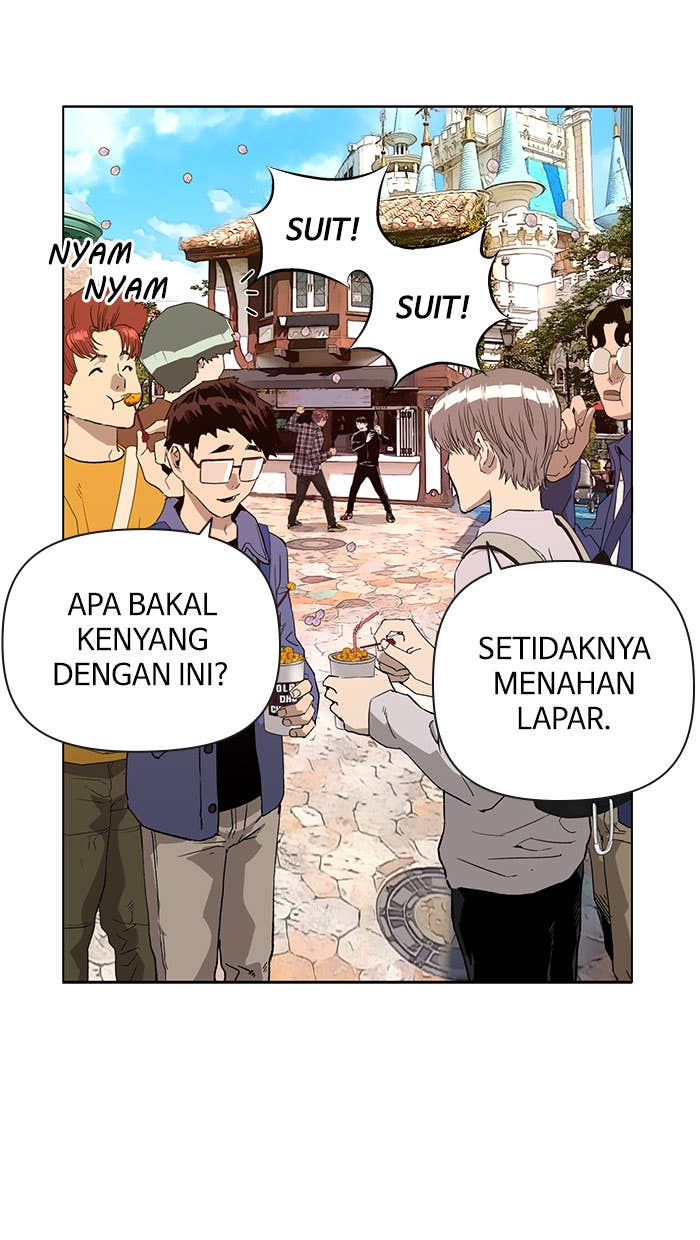 NYAM
NYAM
SUIT!
SUIT!
APA BAKAL
KENYANG
DENGAN INI?
SETIDAKNYA
MENAHAN
LAPAR.